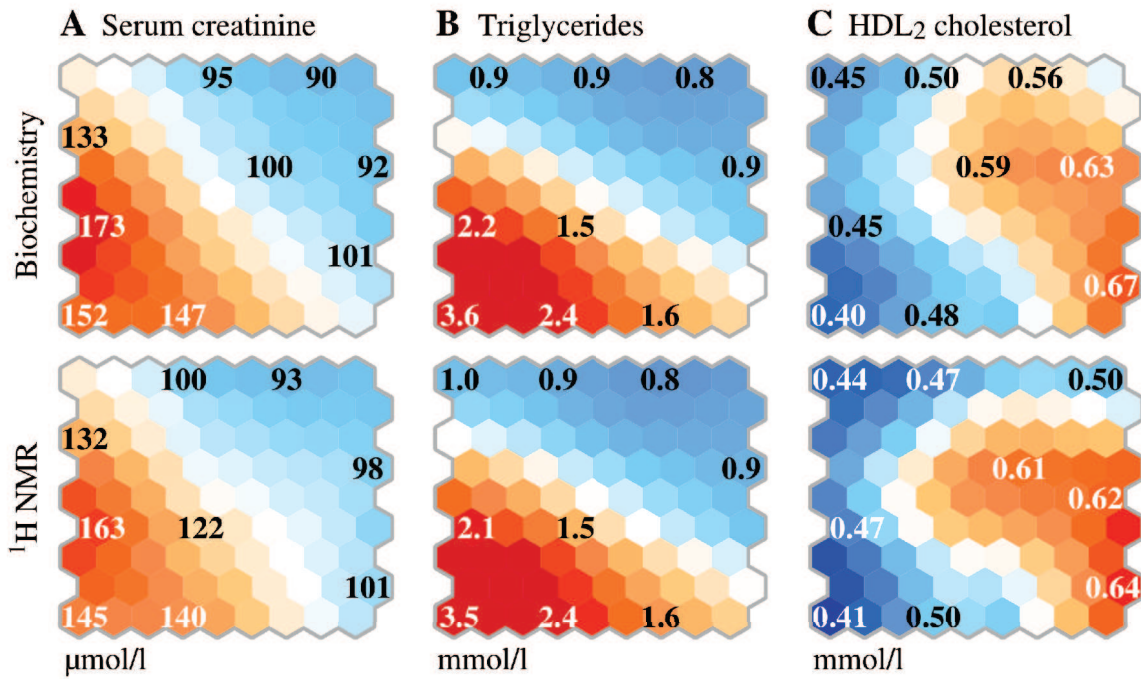 A Serum creatinine
B Triglycerides
C HDL₂ cholesterol
Biochemistry
95 90
133
100 92
173
101
152 147
0.9 0.9 0.8
0.9
2.2 1.5
3.6 2.4 1.6
0.45 0.50 0.56
0.59 0.63
0.45
0.67
0.40 0.48
¹H NMR
100 93
132
98
163 122
101
145 140
μmol/l
1.0 0.9 0.8
0.9
2.1 1.5
3.5 2.4 1.6
mmol/l
0.44 0.47 0.50
0.61
0.62
0.47
0.64
0.41 0.50
mmol/l